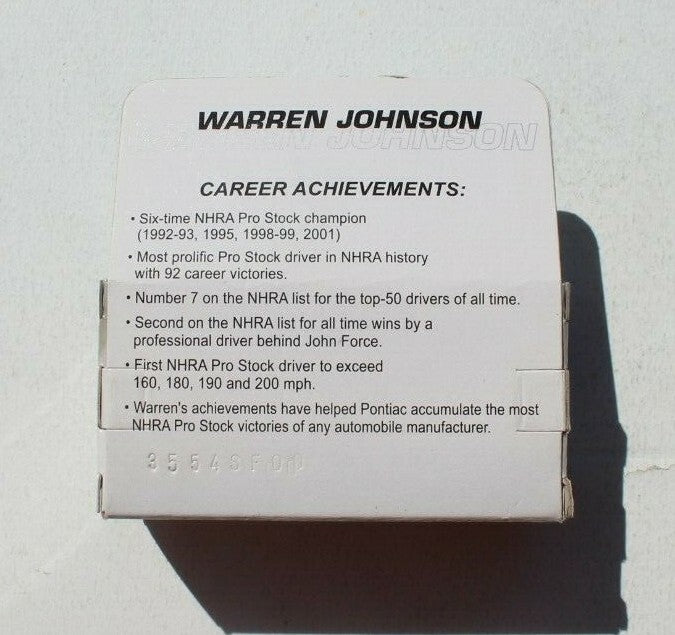 WARREN JOHNSON
WARREN JOHNSON
CAREER ACHIEVEMENTS:
• Six-time NHRA Pro Stock champion
(1992-93, 1995, 1998-99, 2001)
• Most prolific Pro Stock driver in NHRA history
with 92 career victories.
• Number 7 on the NHRA list for the top-50 drivers of all time.
• Second on the NHRA list for all time wins by a
professional driver behind John Force.
• First NHRA Pro Stock driver to exceed
160, 180, 190 and 200 mph.
• Warren's achievements have helped Pontiac accumulate the most
NHRA Pro Stock victories of any automobile manufacturer.